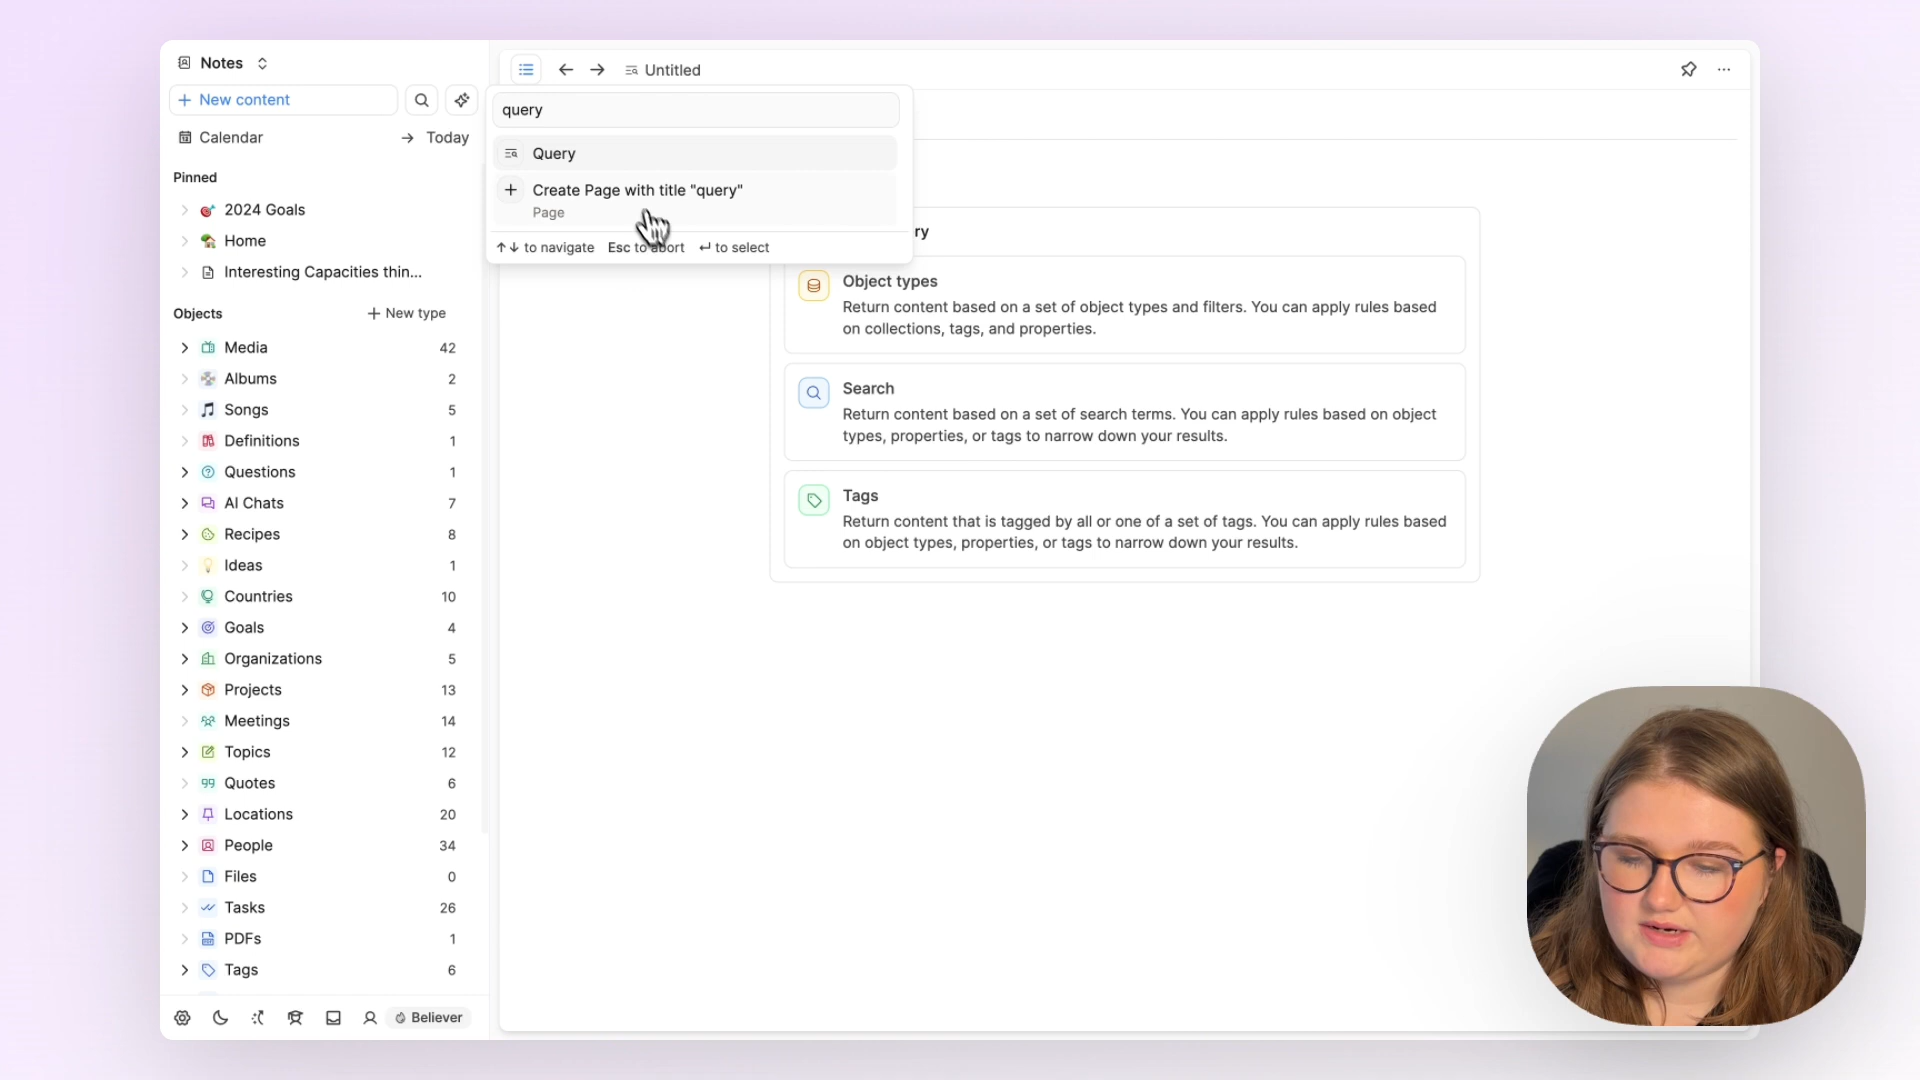 Notes
New content
Calendar
Today
Pinned
2024 Goals
Home
Interesting Capacities thin...
Objects
New type
Media 42
Albums 2
Songs 5
Definitions 1
Questions 1
AI Chats 7
Recipes 8
Ideas 1
Countries 10
Goals 4
Organizations 5
Projects 13
Meetings 14
Topics 12
Quotes 6
Locations 20
People 34
Files 0
Tasks 26
PDFs 1
Tags 6
Believer
Untitled
query
Query
Create Page with title "query"
Page
↑↓ to navigate Esc to abort ↵ to select
ry
Object types
Return content based on a set of object types and filters. You can apply rules based
on collections, tags, and properties.
Search
Return content based on a set of search terms. You can apply rules based on object
types, properties, or tags to narrow down your results.
Tags
Return content that is tagged by all or one of a set of tags. You can apply rules based
on object types, properties, or tags to narrow down your results.